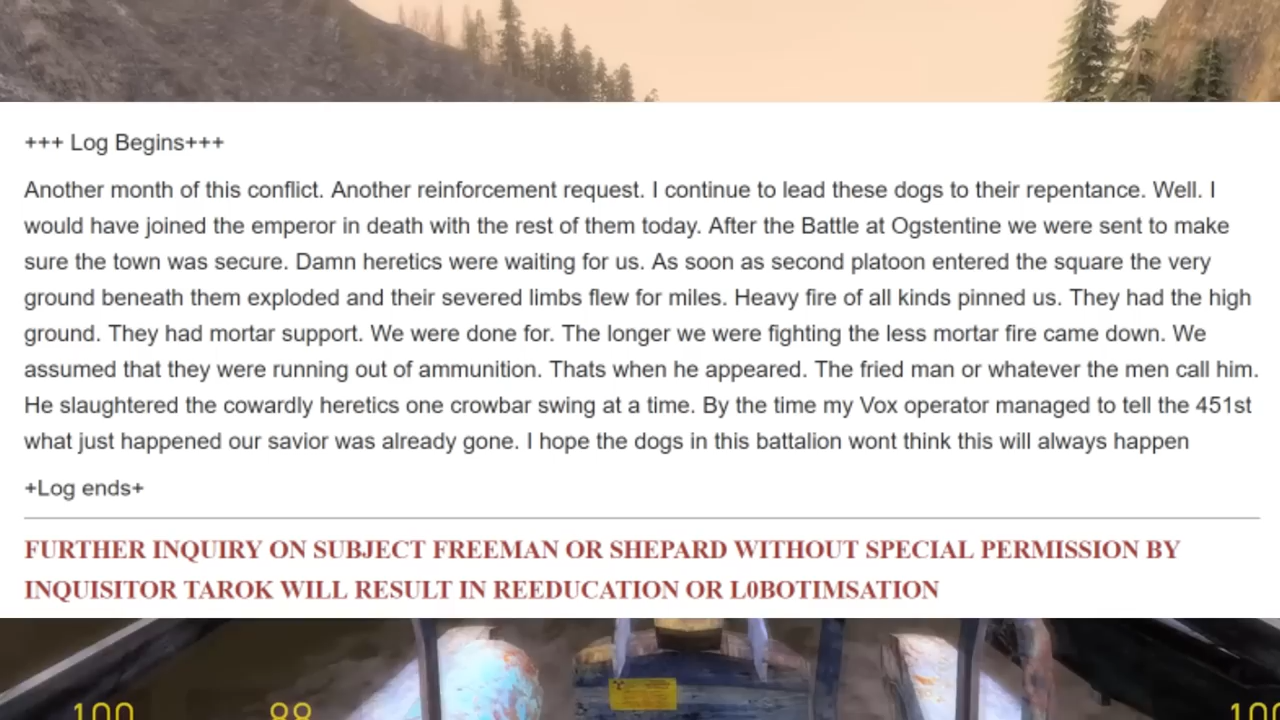 +++ Log Begins+++
Another month of this conflict. Another reinforcement request. I continue to lead these dogs to their repentance. Well. I
would have joined the emperor in death with the rest of them today. After the Battle at Ogstentine we were sent to make
sure the town was secure. Damn heretics were waiting for us. As soon as second platoon entered the square the very
ground beneath them exploded and their severed limbs flew for miles. Heavy fire of all kinds pinned us. They had the high
ground. They had mortar support. We were done for. The longer we were fighting the less mortar fire came down. We
assumed that they were running out of ammunition. Thats when he appeared. The fried man or whatever the men call him.
He slaughtered the cowardly heretics one crowbar swing at a time. By the time my Vox operator managed to tell the 451st
what just happened our savior was already gone. I hope the dogs in this battalion wont think this will always happen
+Log ends+
FURTHER INQUIRY ON SUBJECT FREEMAN OR SHEPARD WITHOUT SPECIAL PERMISSION BY
INQUISITOR TAROK WILL RESULT IN REEDUCATION OR L0BOTIMSATION
100 98 100